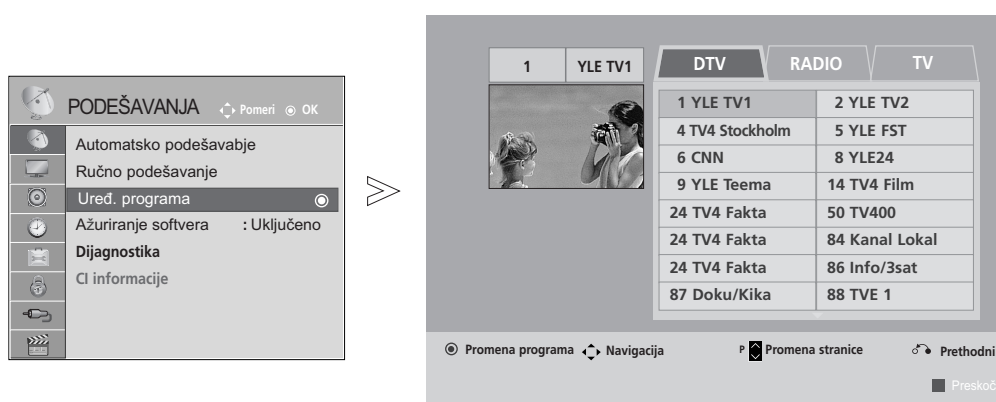 PODEŠAVANJA Pomeri OK
Automatsko podešavabje
Ručno podešavanje
Uređ. programa
Ažuriranje softvera : Uključeno
Dijagnostika
CI informacije
1 YLE TV1
DTV RADIO TV
1 YLE TV1 2 YLE TV2
4 TV4 Stockholm 5 YLE FST
6 CNN 8 YLE24
9 YLE Teema 14 TV4 Film
24 TV4 Fakta 50 TV400
24 TV4 Fakta 84 Kanal Lokal
24 TV4 Fakta 86 Info/3sat
87 Doku/Kika 88 TVE 1
Promena programa Navigacija P Promena stranice Prethodni
Preskoč